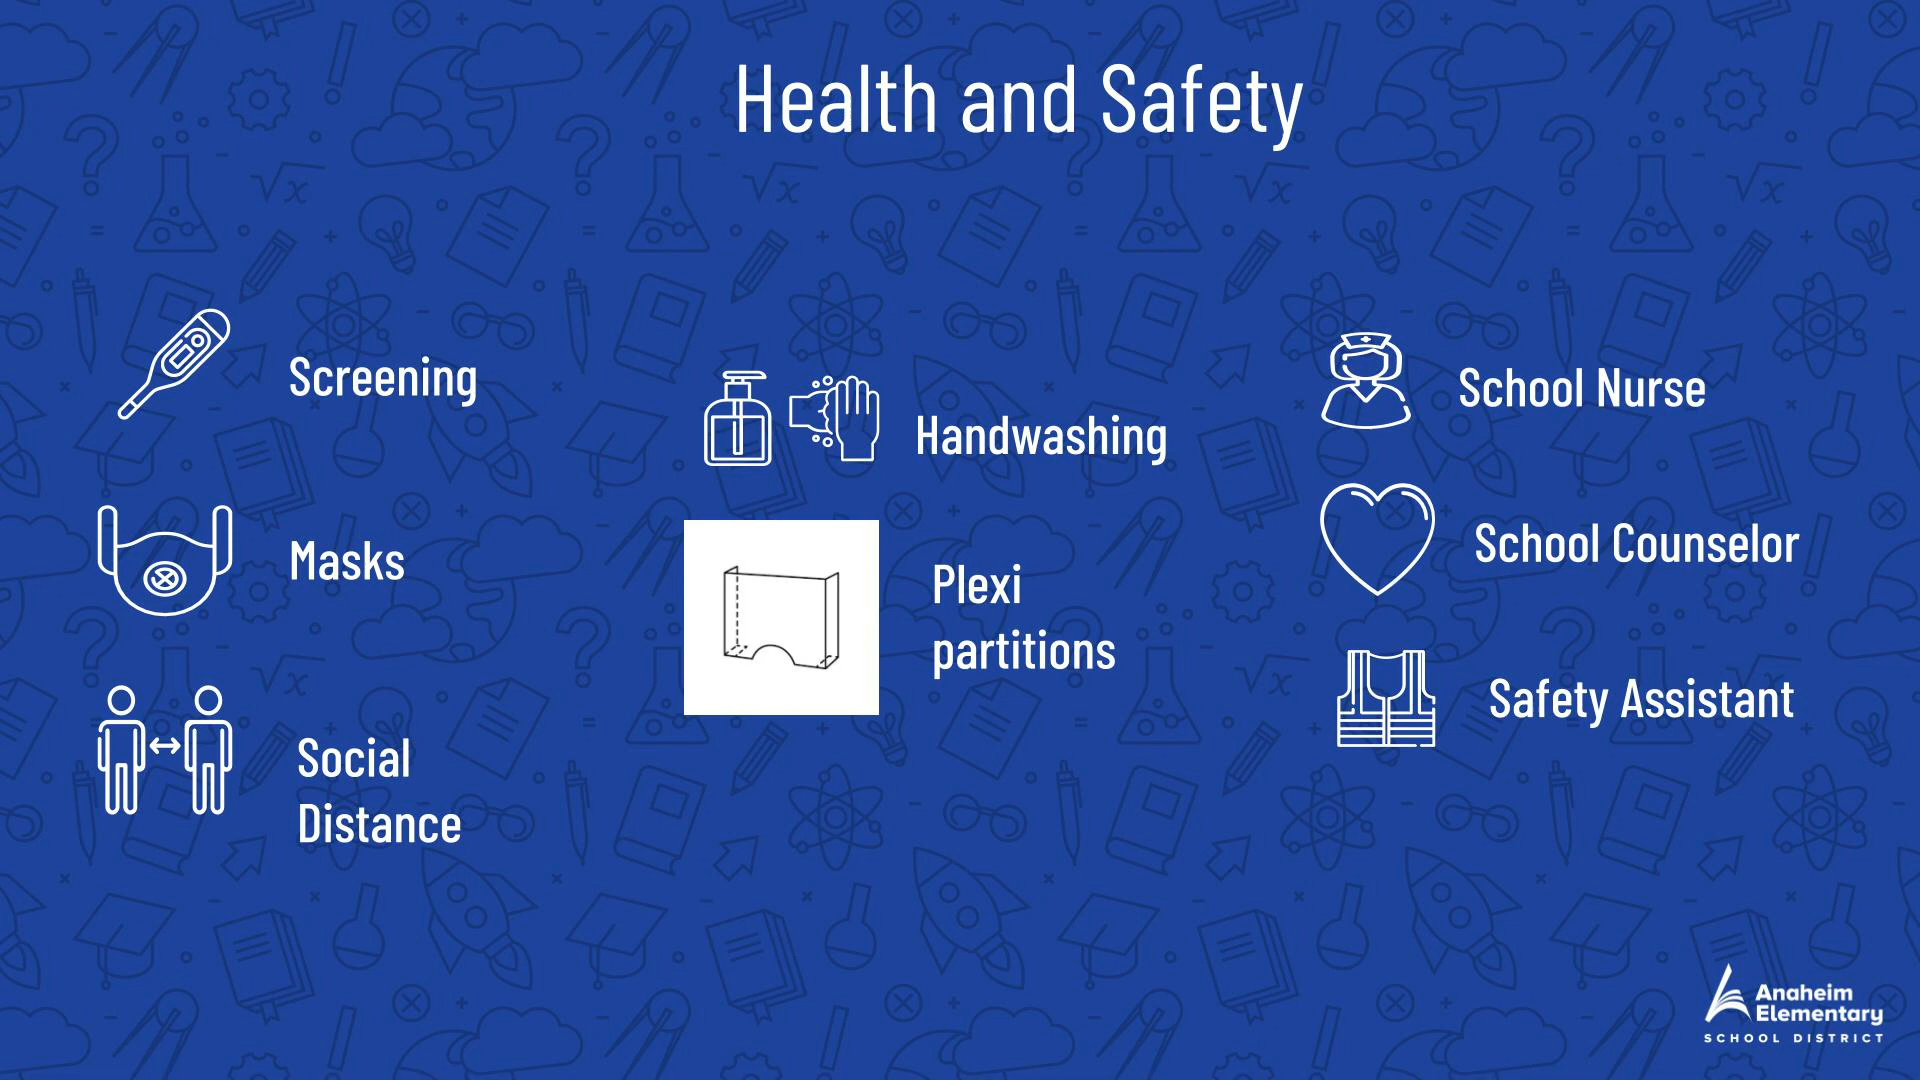 Health and Safety
Screening
Masks
Social
Distance
Handwashing
Plexi
partitions
School Nurse
School Counselor
Safety Assistant
Anaheim
Elementary
SCHOOL DISTRICT